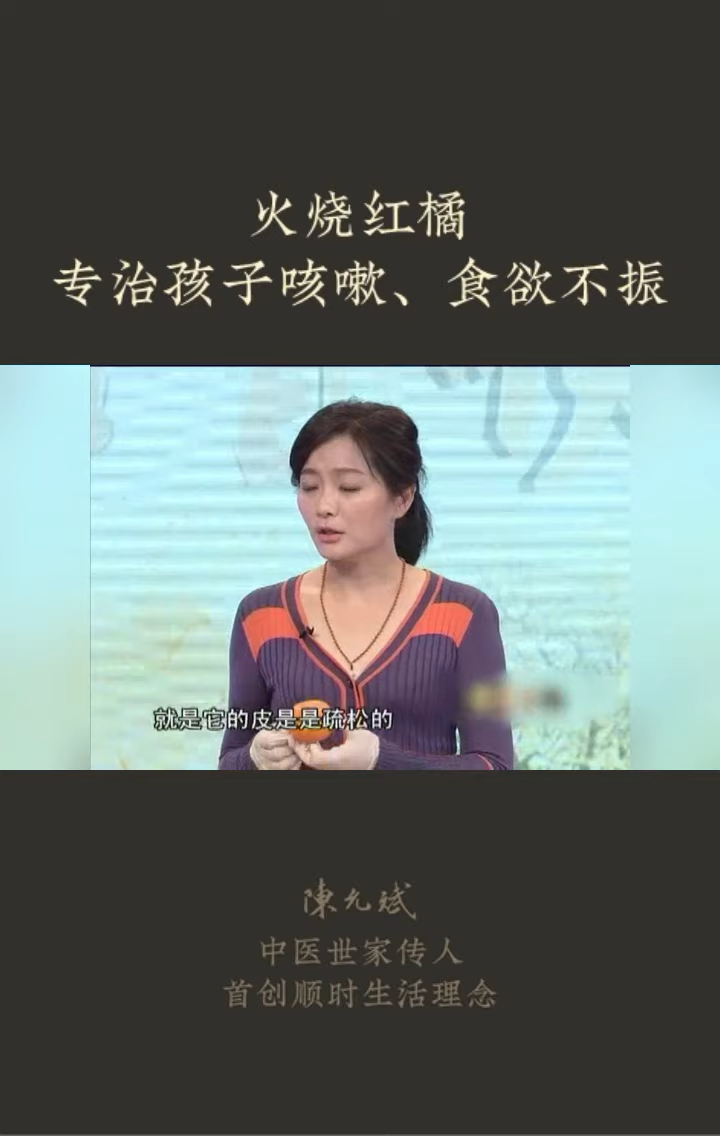 火烧红橘
专治孩子咳嗽、食欲不振
就是它的皮是是疏松的
陳允斌
中医世家传人
首创顺时生活理念